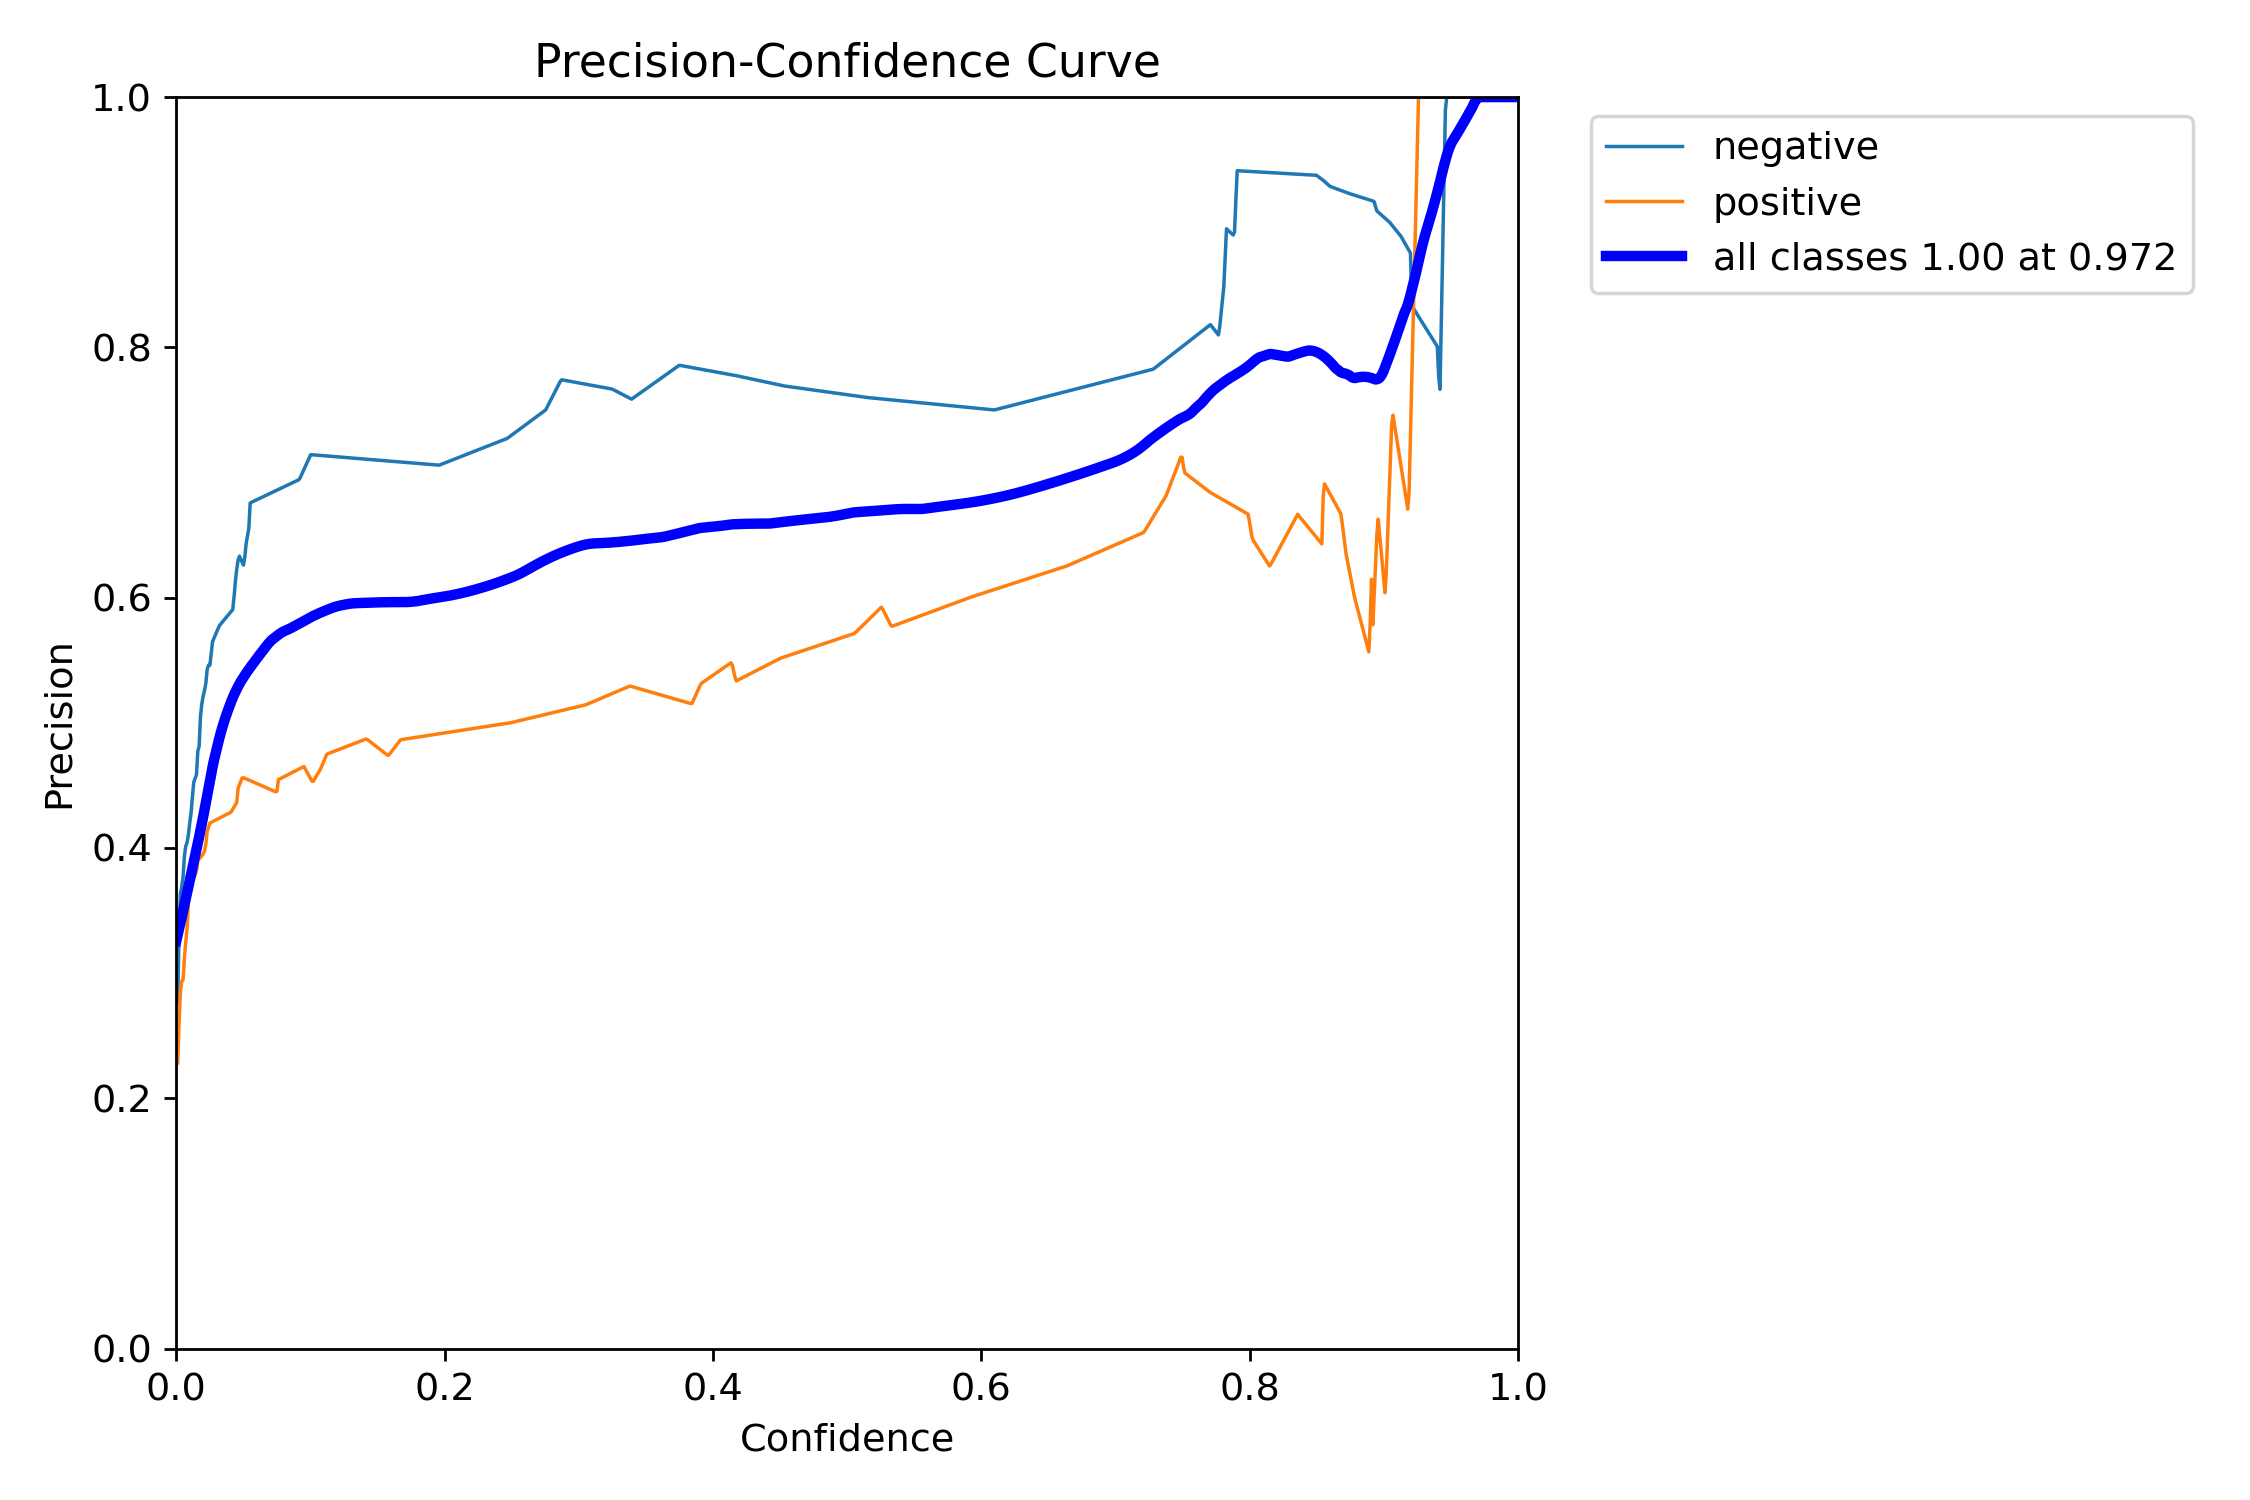 Precision-Confidence Curve
1.0
0.8
0.6
0.4
0.2
0.0
Precision
0.0 0.2 0.4 0.6 0.8 1.0
Confidence
negative
positive
all classes 1.00 at 0.972